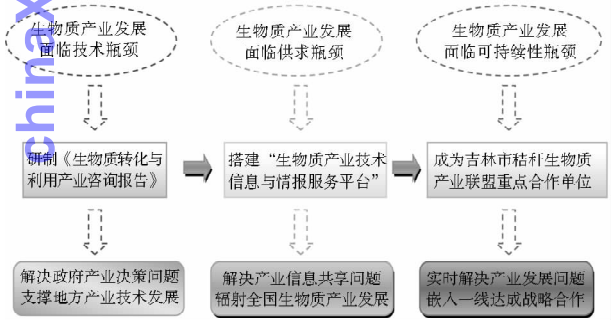 生物质产业发展
面临技术瓶颈
生物质产业发展
面临供求瓶颈
生物质产业发展
面临可持续性瓶颈
研制《生物质转化与
利用产业咨询报告》
搭建“生物质产业技术
信息与情报服务平台”
成为吉林市秸秆生物质
产业联盟重点合作单位
解决政府产业决策问题
支撑地方产业技术发展
解决产业信息共享问题
辐射全国生物质产业发展
实时解决产业发展问题
嵌入一线达成战略合作
chinax